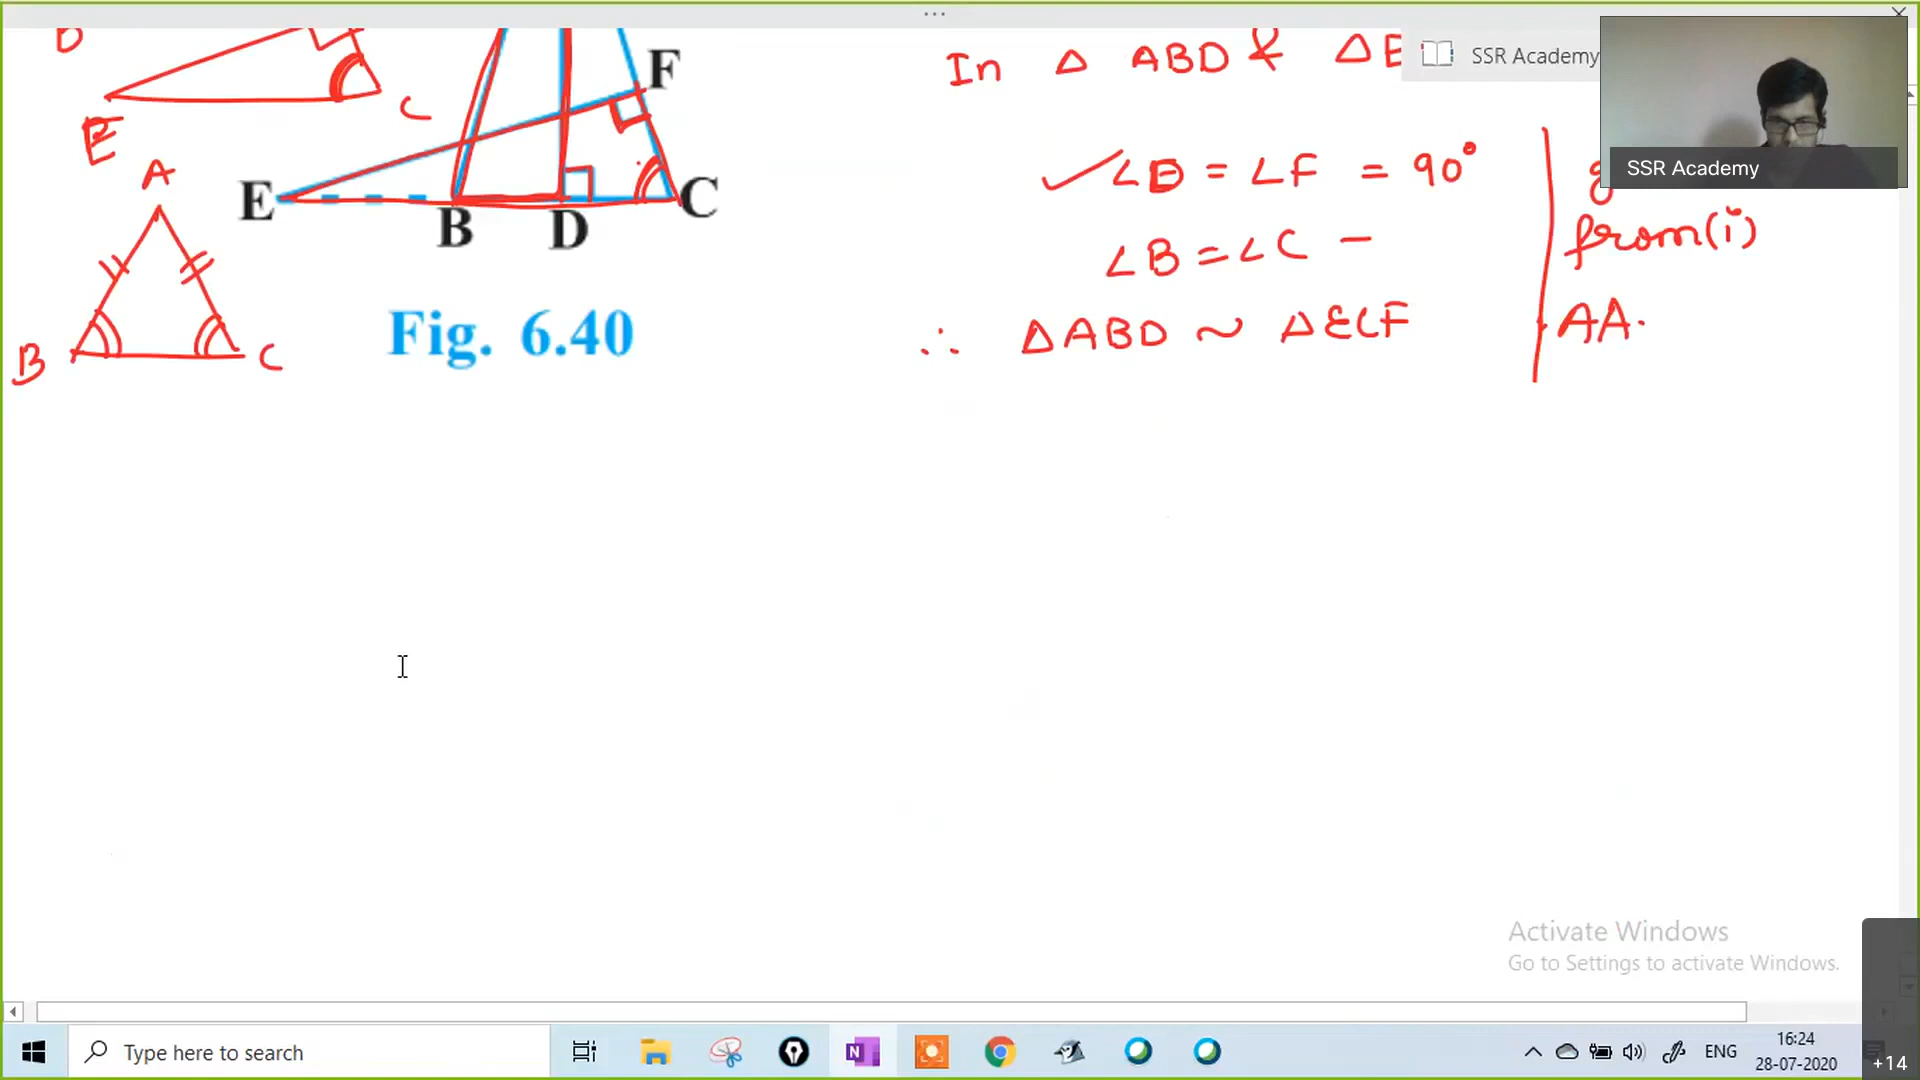 In Δ ABD & Δ E
SSR Academy
SSR Academy
F
C
E
∠D = ∠F = 90°
from (i)
A
E
B
D
C
∠B = ∠C –
∴ ΔABD ~ ΔECF
AA.
B
C
Fig. 6.40
Activate Windows
Go to Settings to activate Windows.
Type here to search
ENG
16:24
28-07-2020
+14